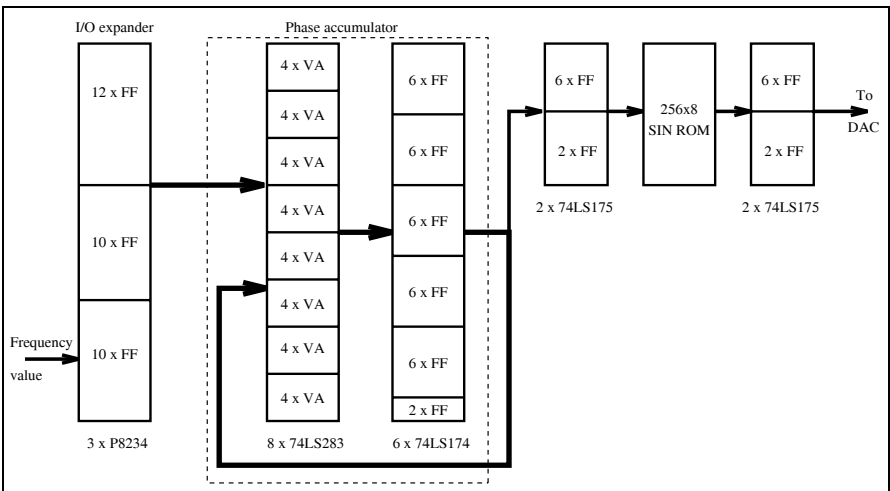 I/O expander
Phase accumulator
12 x FF
10 x FF
10 x FF
Frequency
value
3 x P8234
4 x VA
4 x VA
4 x VA
4 x VA
4 x VA
4 x VA
4 x VA
4 x VA
8 x 74LS283
6 x FF
6 x FF
6 x FF
6 x FF
6 x FF
2 x FF
6 x 74LS174
6 x FF
2 x FF
2 x 74LS175
256x8
SIN ROM
6 x FF
2 x FF
2 x 74LS175
To
DAC